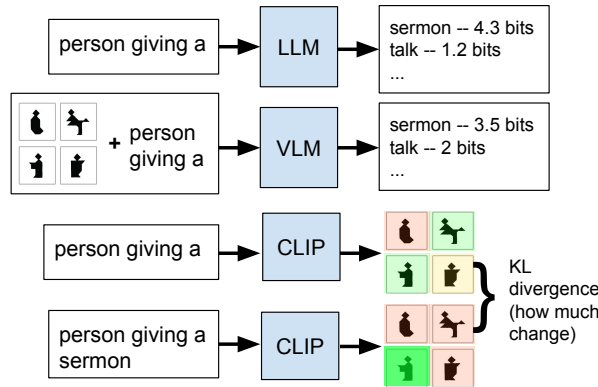 person giving a
LLM
sermon -- 4.3 bits
talk -- 1.2 bits
...
+ person
giving a
VLM
sermon -- 3.5 bits
talk -- 2 bits
...
person giving a
CLIP
KL
divergence
(how much
change)
person giving a
sermon
CLIP